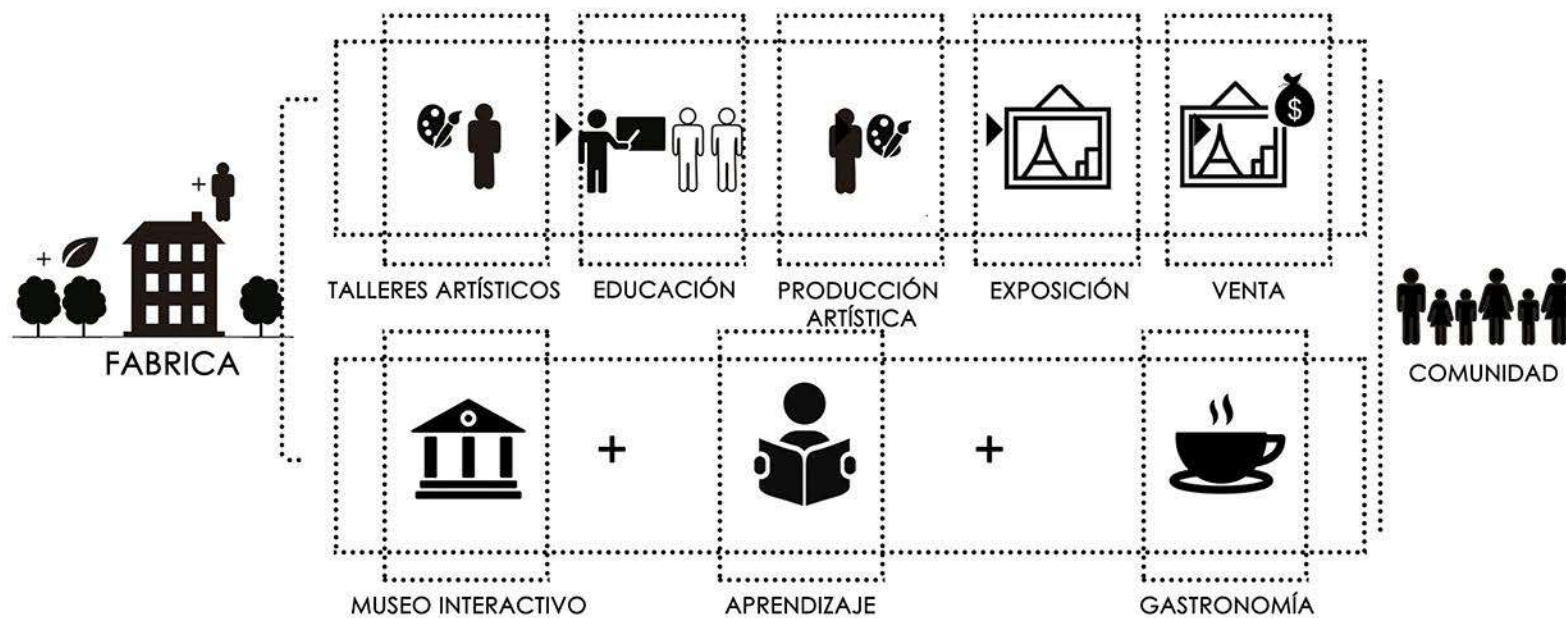 +
+
$
TALLERES ARTÍSTICOS
EDUCACIÓN
PRODUCCIÓN
ARTÍSTICA
EXPOSICIÓN
VENTA
FABRICA
COMUNIDAD
+
+
MUSEO INTERACTIVO
APRENDIZAJE
GASTRONOMÍA